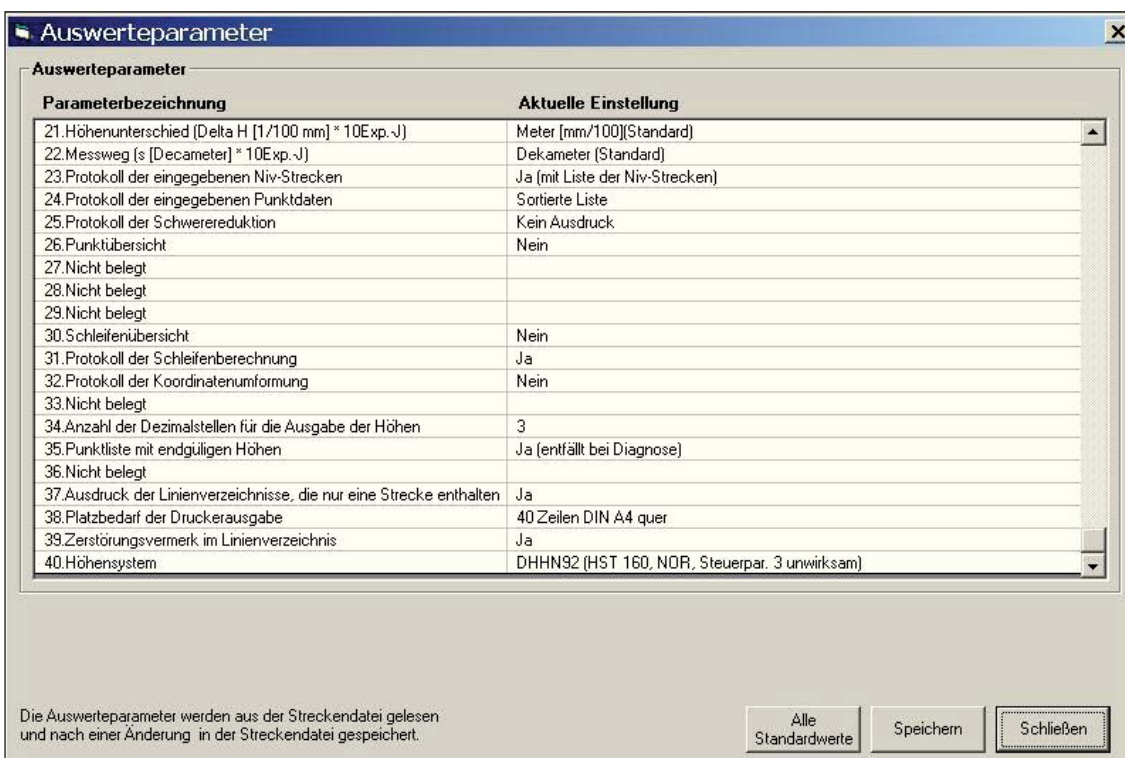 Auswerteparameter
Auswerteparameter
Parameterbezeichnung Aktuelle Einstellung
21.Höhenunterschied (Delta H [1/100 mm] * 10Exp.-J) Meter [mm/100](Standard)
22.Messweg (s [Decameter] * 10Exp.-J) Dekameter (Standard)
23.Protokoll der eingegebenen Niv-Strecken Ja (mit Liste der Niv-Strecken)
24.Protokoll der eingegebenen Punktdaten Sortierte Liste
25.Protokoll der Schwerereduktion Kein Ausdruck
26.Punktübersicht Nein
27.Nicht belegt
28.Nicht belegt
29.Nicht belegt
30.Schleifenübersicht Nein
31.Protokoll der Schleifenberechnung Ja
32.Protokoll der Koordinatenumformung Nein
33.Nicht belegt
34.Anzahl der Dezimalstellen für die Ausgabe der Höhen 3
35.Punktliste mit endgüligen Höhen Ja (entfällt bei Diagnose)
36.Nicht belegt
37.Ausdruck der Linienverzeichnisse, die nur eine Strecke enthalten Ja
38.Platzbedarf der Druckerausgabe 40 Zeilen DIN A4 quer
39.Zerstörungsvermerk im Linienverzeichnis Ja
40.Höhensystem DHHN92 (HST 160, NOR, Steuerpar. 3 unwirksam)
Die Auswerteparameter werden aus der Streckendatei gelesen
und nach einer Änderung in der Streckendatei gespeichert.
Alle
Standardwerte
Speichern
Schließen